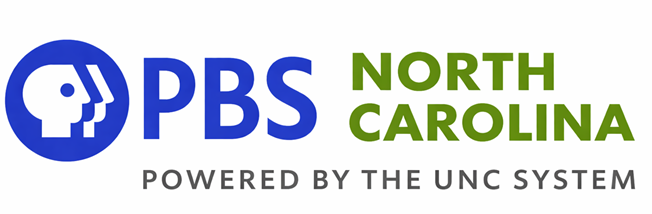 PBS NORTH CAROLINA
POWERED BY THE UNC SYSTEM